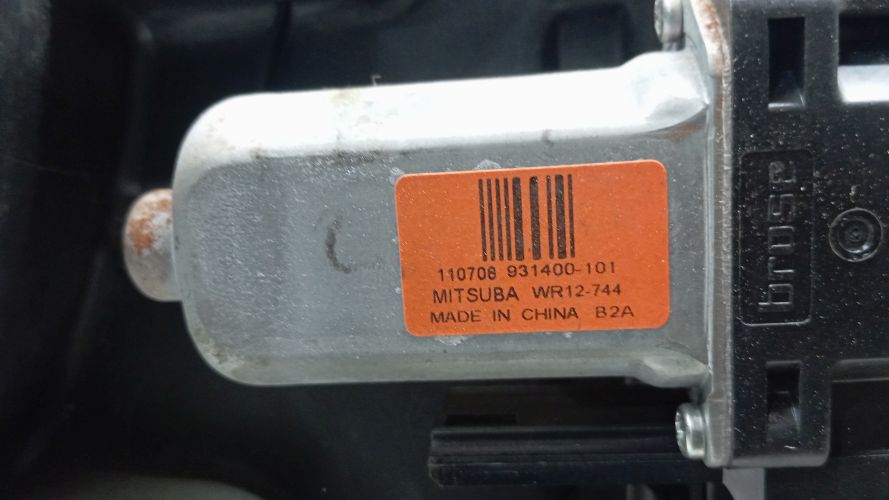 110708 931400-101
MITSUBA WR12-744
MADE IN CHINA B2A
brose